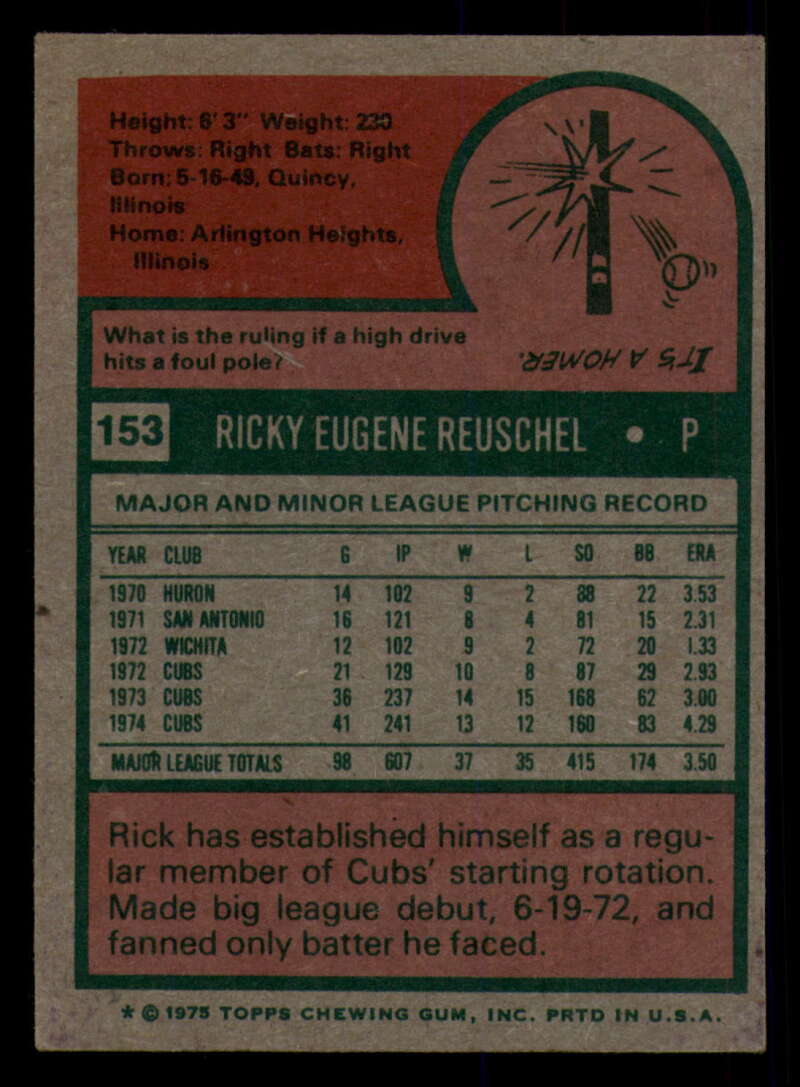 Height: 6'3" Weight: 230
Throws: Right Bats: Right
Born: 5-16-49, Quincy,
Illinois
Home: Arlington Heights,
Illinois
What is the ruling if a high drive
hits a foul pole?
IT'S A HOMER.
153 RICKY EUGENE REUSCHEL • P
MAJOR AND MINOR LEAGUE PITCHING RECORD
YEAR CLUB G IP W L SO BB ERA
1970 HURON 14 102 9 2 88 22 3.53
1971 SAN ANTONIO 16 121 8 4 81 15 2.31
1972 WICHITA 12 102 9 2 72 20 1.33
1972 CUBS 21 129 10 8 87 29 2.93
1973 CUBS 36 237 14 15 168 62 3.00
1974 CUBS 41 241 13 12 160 83 4.29
MAJOR LEAGUE TOTALS 98 607 37 35 415 174 3.50
Rick has established himself as a regu-
lar member of Cubs' starting rotation.
Made big league debut, 6-19-72, and
fanned only batter he faced.
* © 1975 TOPPS CHEWING GUM, INC. PRTD IN U.S.A.